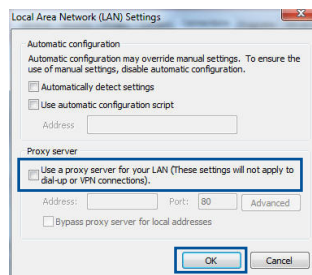 Local Area Network (LAN) Settings
Automatic configuration
Automatic configuration may override manual settings. To ensure the
use of manual settings, disable automatic configuration.
Automatically detect settings
Use automatic configuration script
Address
Proxy server
Use a proxy server for your LAN (These settings will not apply to
dial-up or VPN connections).
Address:
Port: 80
Advanced
Bypass proxy server for local addresses
OK
Cancel